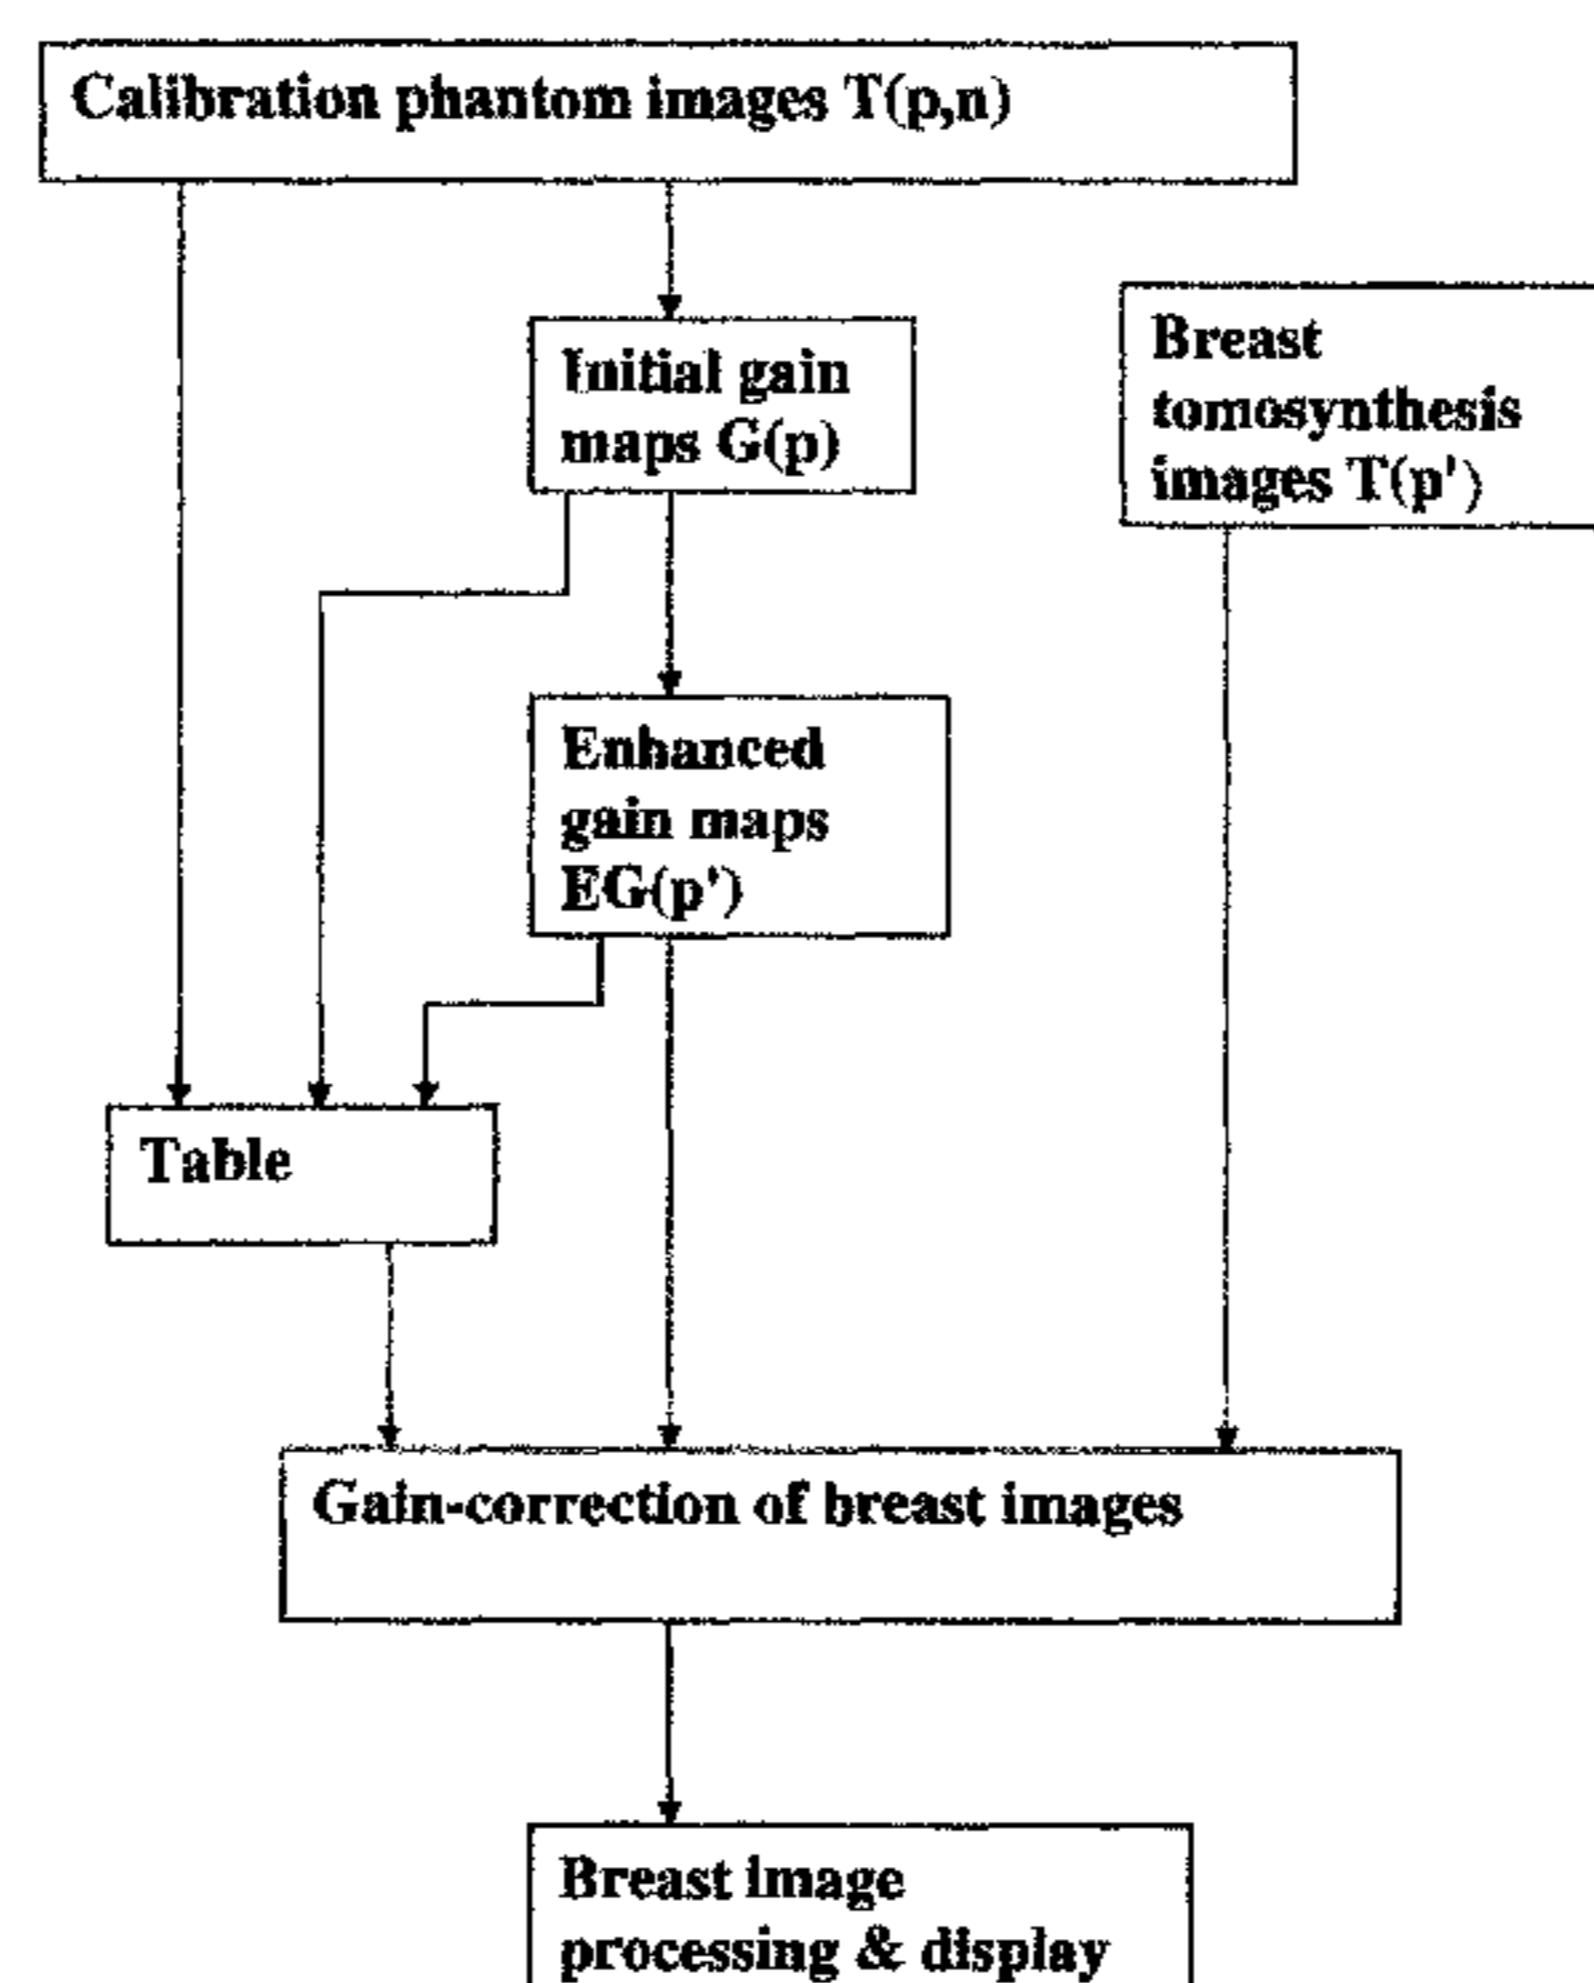 Calibration phantom images T(p,n)
Initial gain
maps G(p)
Breast
tomosynthesis
images T(p')
Enhanced
gain maps
EG(p')
Table
Gain-correction of breast images
Breast image
processing & display